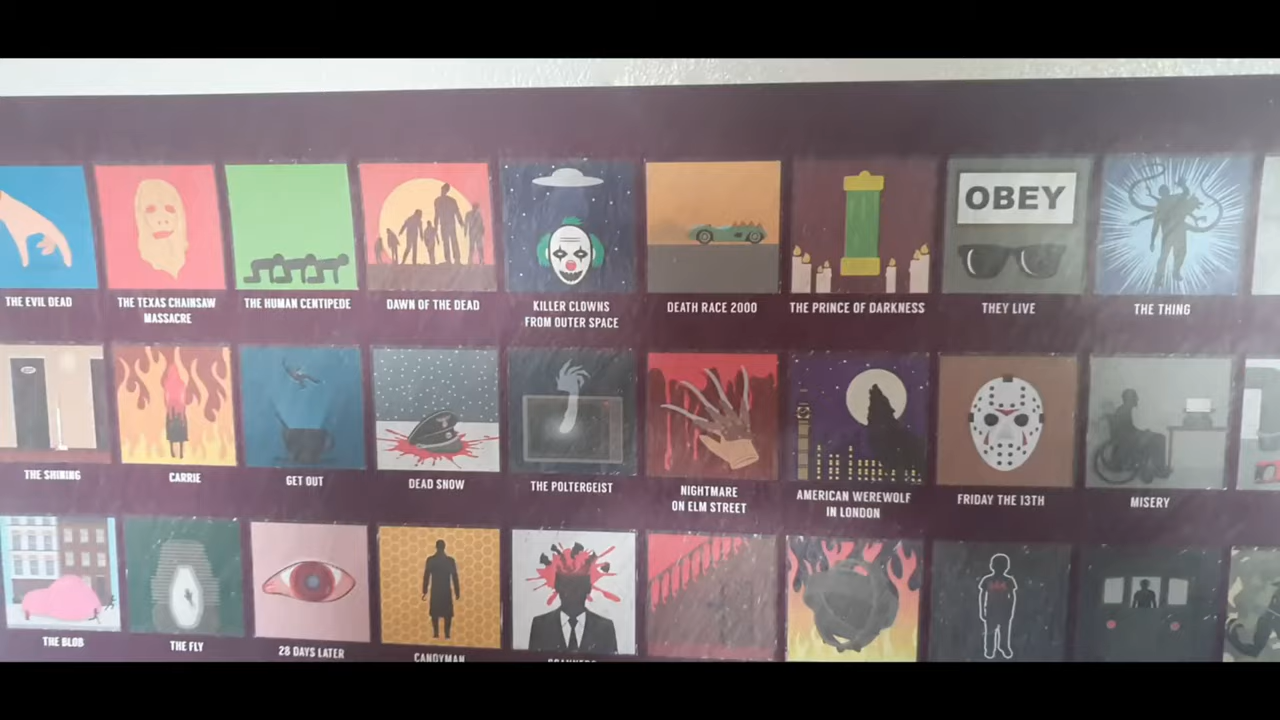 OBEY
THE EVIL DEAD
THE TEXAS CHAINSAW
MASSACRE
THE HUMAN CENTIPEDE
DAWN OF THE DEAD
KILLER CLOWNS
FROM OUTER SPACE
DEATH RACE 2000
THE PRINCE OF DARKNESS
THEY LIVE
THE THING
THE SHINING
CARRIE
GET OUT
DEAD SNOW
THE POLTERGEIST
NIGHTMARE
ON ELM STREET
AMERICAN WEREWOLF
IN LONDON
FRIDAY THE 13TH
MISERY
THE BLOB
THE FLY
28 DAYS LATER
CANDYMAN